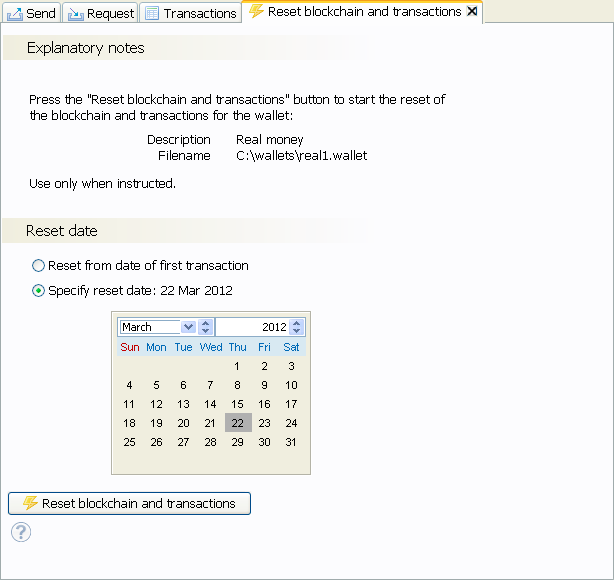 Send Request Transactions Reset blockchain and transactions
Explanatory notes
Press the "Reset blockchain and transactions" button to start the reset of
the blockchain and transactions for the wallet:
Description Real money
Filename C:\wallets\real1.wallet
Use only when instructed.
Reset date
Reset from date of first transaction
Specify reset date: 22 Mar 2012
March 2012
Sun Mon Tue Wed Thu Fri Sat
1 2 3
4 5 6 7 8 9 10
11 12 13 14 15 16 17
18 19 20 21 22 23 24
25 26 27 28 29 30 31
Reset blockchain and transactions
?